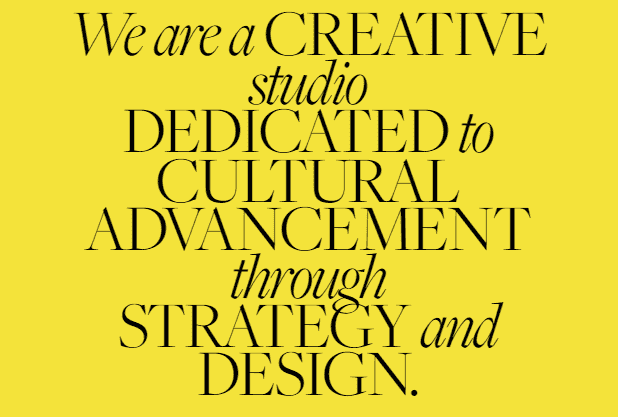 We are a CREATIVE
studio
DEDICATED to
CULTURAL
ADVANCEMENT
through
STRATEGY and
DESIGN.